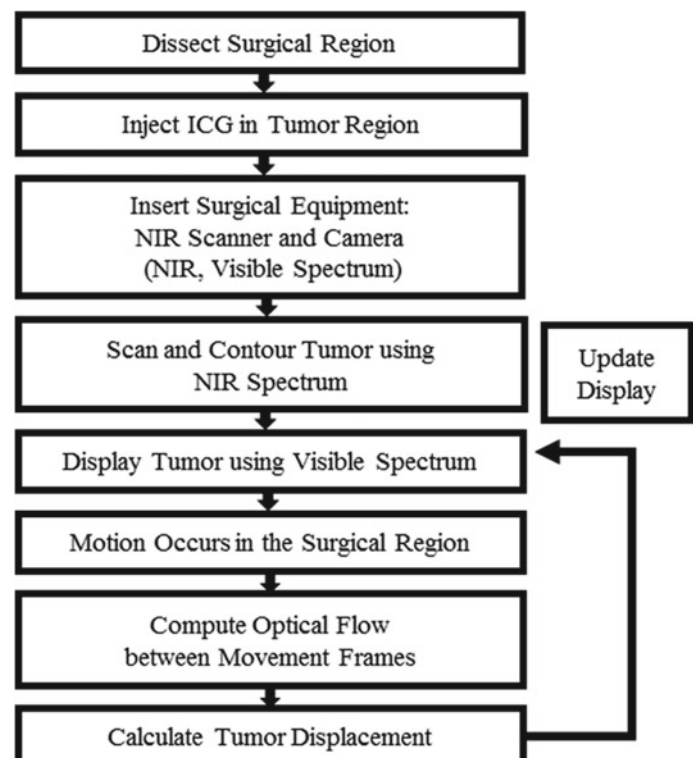 Dissect Surgical Region
Inject ICG in Tumor Region
Insert Surgical Equipment:
NIR Scanner and Camera
(NIR, Visible Spectrum)
Scan and Contour Tumor using
NIR Spectrum
Update
Display
Display Tumor using Visible Spectrum
Motion Occurs in the Surgical Region
Compute Optical Flow
between Movement Frames
Calculate Tumor Displacement